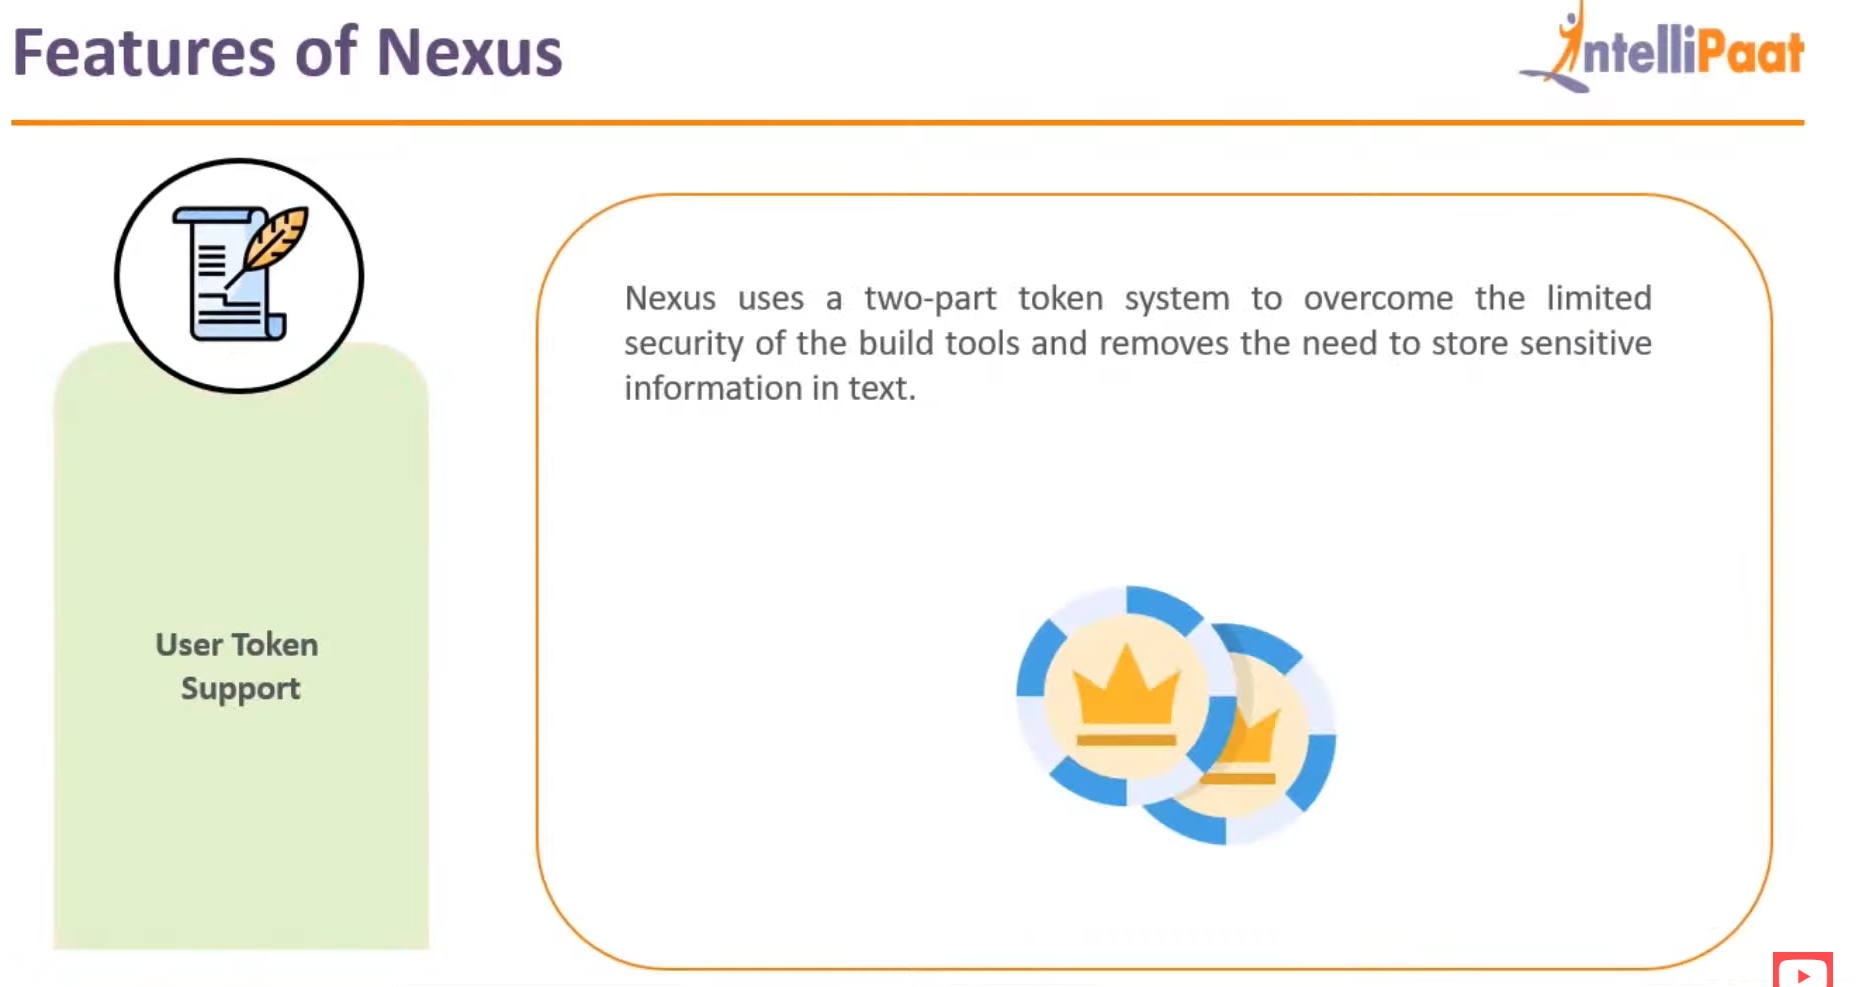 Features of Nexus
IntelliPaat
Nexus uses a two-part token system to overcome the limited
security of the build tools and removes the need to store sensitive
information in text.
User Token
Support